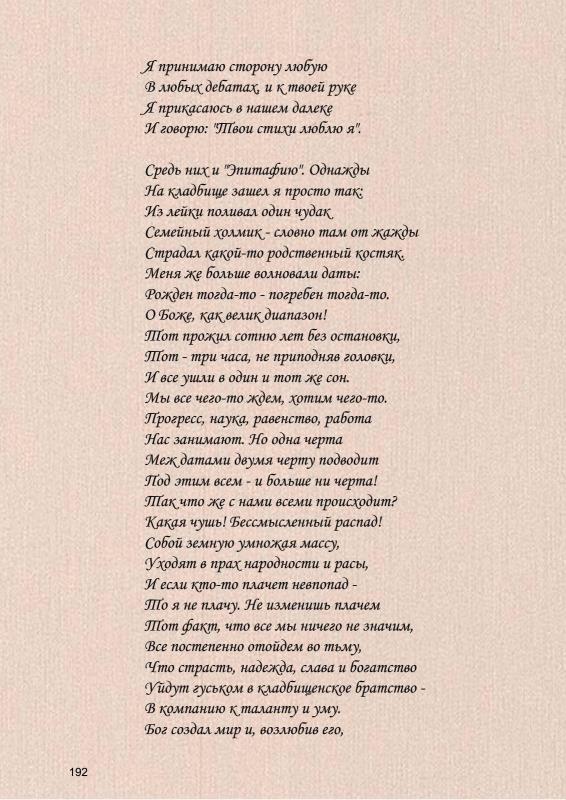 Я принимаю сторону любую
В любых дебатах, и к твоей руке
Я прикасаюсь в нашем далеке
И говорю: "Твои стихи люблю я".

Средь них и "Эпитафию". Однажды
На кладбище зашел я просто так:
Из лейки поливал один чудак
Семейный холмик - словно там от жажды
Страдал какой-то родственный костяк.
Меня же больше волновали даты:
Рожден тогда-то - погребен тогда-то.
О Боже, как велик диапазон!
Тот прожил сотню лет без остановки,
Тот - три часа, не приподняв головки,
И все ушли в один и тот же сон.
Мы все чего-то ждем, хотим чего-то.
Прогресс, наука, равенство, работа
Нас занимают. Но одна черта
Меж датами двумя черту подводит
Под этим всем - и больше ни черта!
Так что же с нами всеми происходит?
Какая чушь! Бессмысленный распад!
Собой земную умножая массу,
Уходят в прах народности и расы,
И если кто-то плачет невпопад -
То я не плачу. Не изменишь плачем
Тот факт, что все мы ничего не значим,
Все постепенно отойдем во тьму,
Что страсть, надежда, слава и богатство
Уйдут гуськом в кладбищенское братство -
В компанию к таланту и уму.
Бог создал мир и, возлюбив его,
192